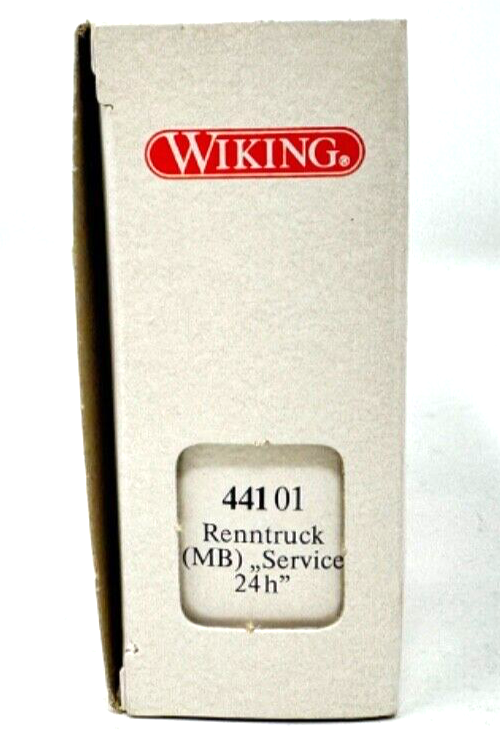 WIKING®
441 01
Renntruck
(MB) „Service
24h”